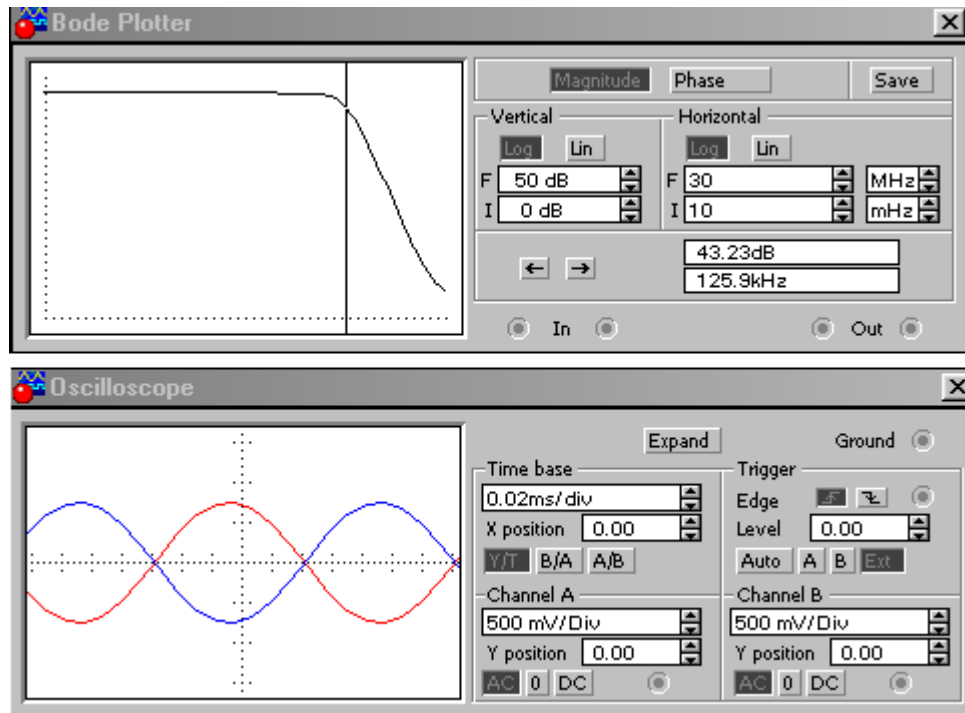 Bode Plotter
Magnitude Phase Save
Vertical Horizontal
Log Lin Log Lin
F 50 dB F 30 MHz
I 0 dB I 10 mHz
← → 43.23dB
125.9kHz
In Out
Oscilloscope
Expand Ground
Time base Trigger
0.02ms/div Edge
X position 0.00 Level 0.00
Y/T B/A A/B Auto A B Ext
Channel A Channel B
500 mV/Div 500 mV/Div
Y position 0.00 Y position 0.00
AC 0 DC AC 0 DC